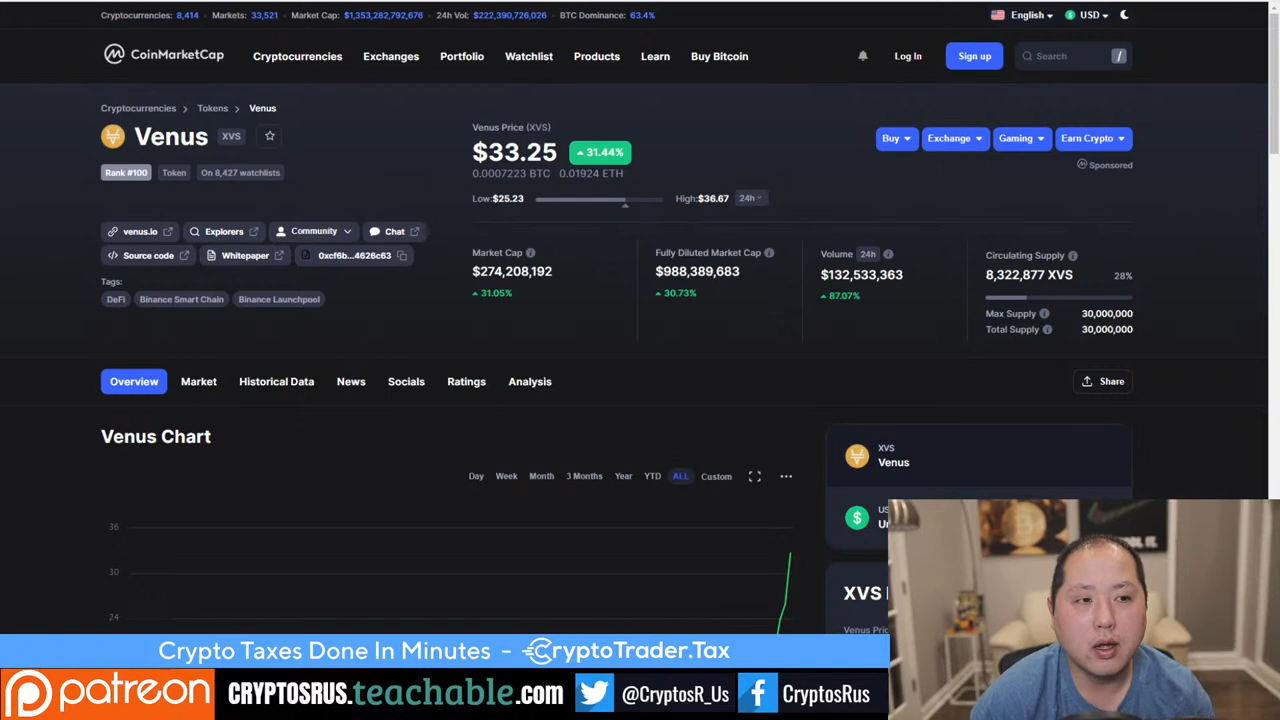 Cryptocurrencies: 8,414 • Markets: 33,521 • Market Cap: $1,353,282,792,676 • 24h Vol: $222,390,726,026 • BTC Dominance: 63.4%
English USD
CoinMarketCap Cryptocurrencies Exchanges Portfolio Watchlist Products Learn Buy Bitcoin Log In Sign up Search /
Cryptocurrencies > Tokens > Venus
Venus XVS
Rank #100 Token On 8,427 watchlists
venus.io Explorers Community Chat
Source code Whitepaper 0xcf6b...4626c63
Tags:
DeFi Binance Smart Chain Binance Launchpool
Venus Price (XVS)
$33.25 31.44%
0.0007223 BTC 0.01924 ETH
Low: $25.23 High: $36.67 24h
Buy Exchange Gaming Earn Crypto
Sponsored
Market Cap
$274,208,192
31.05%
Fully Diluted Market Cap
$988,389,683
30.73%
Volume 24h
$132,533,363
87.07%
Circulating Supply
8,322,877 XVS 28%
Max Supply 30,000,000
Total Supply 30,000,000
Overview Market Historical Data News Socials Ratings Analysis Share
Venus Chart
Day Week Month 3 Months Year YTD ALL Custom
36
30
24
XVS
Venus
Crypto Taxes Done In Minutes - CryptoTrader.Tax
patreon CRYPTOSRUS.teachable.com @CryptosR_Us CryptosRus